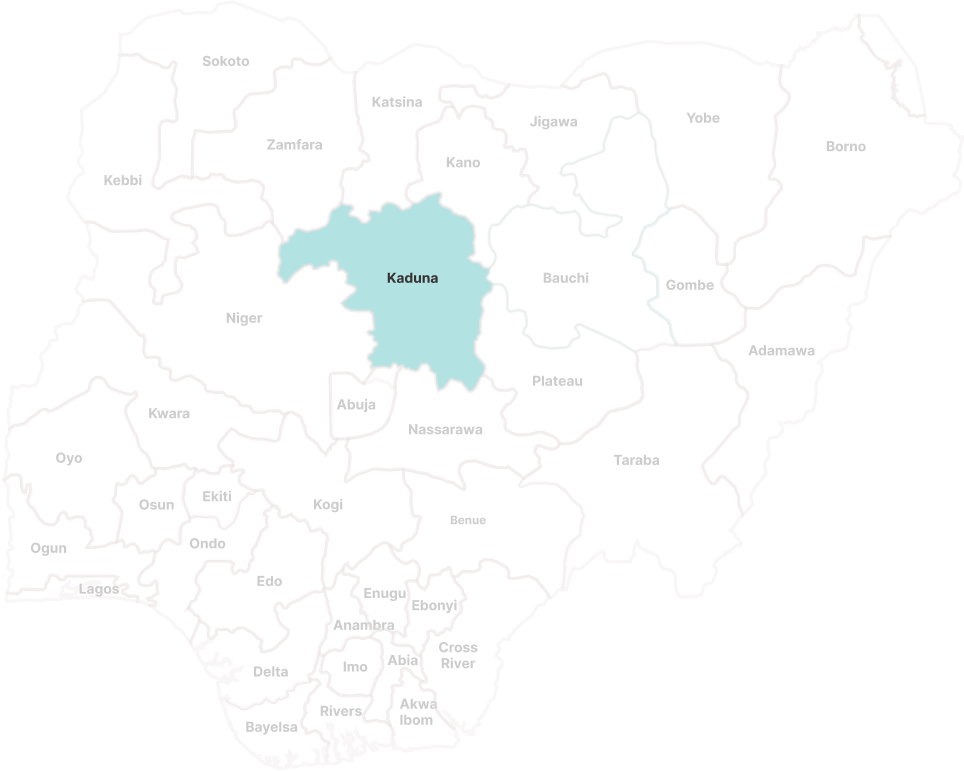 Sokoto
Katsina
Jigawa
Yobe
Zamfara
Borno
Kano
Kebbi
Kaduna
Bauchi
Gombe
Niger
Adamawa
Plateau
Abuja
Kwara
Nassarawa
Oyo
Taraba
Ekiti
Osun
Kogi
Benue
Ogun
Ondo
Edo
Lagos
Enugu
Ebonyi
Anambra
Cross
River
Abia
Imo
Delta
Akwa
Ibom
Rivers
Bayelsa